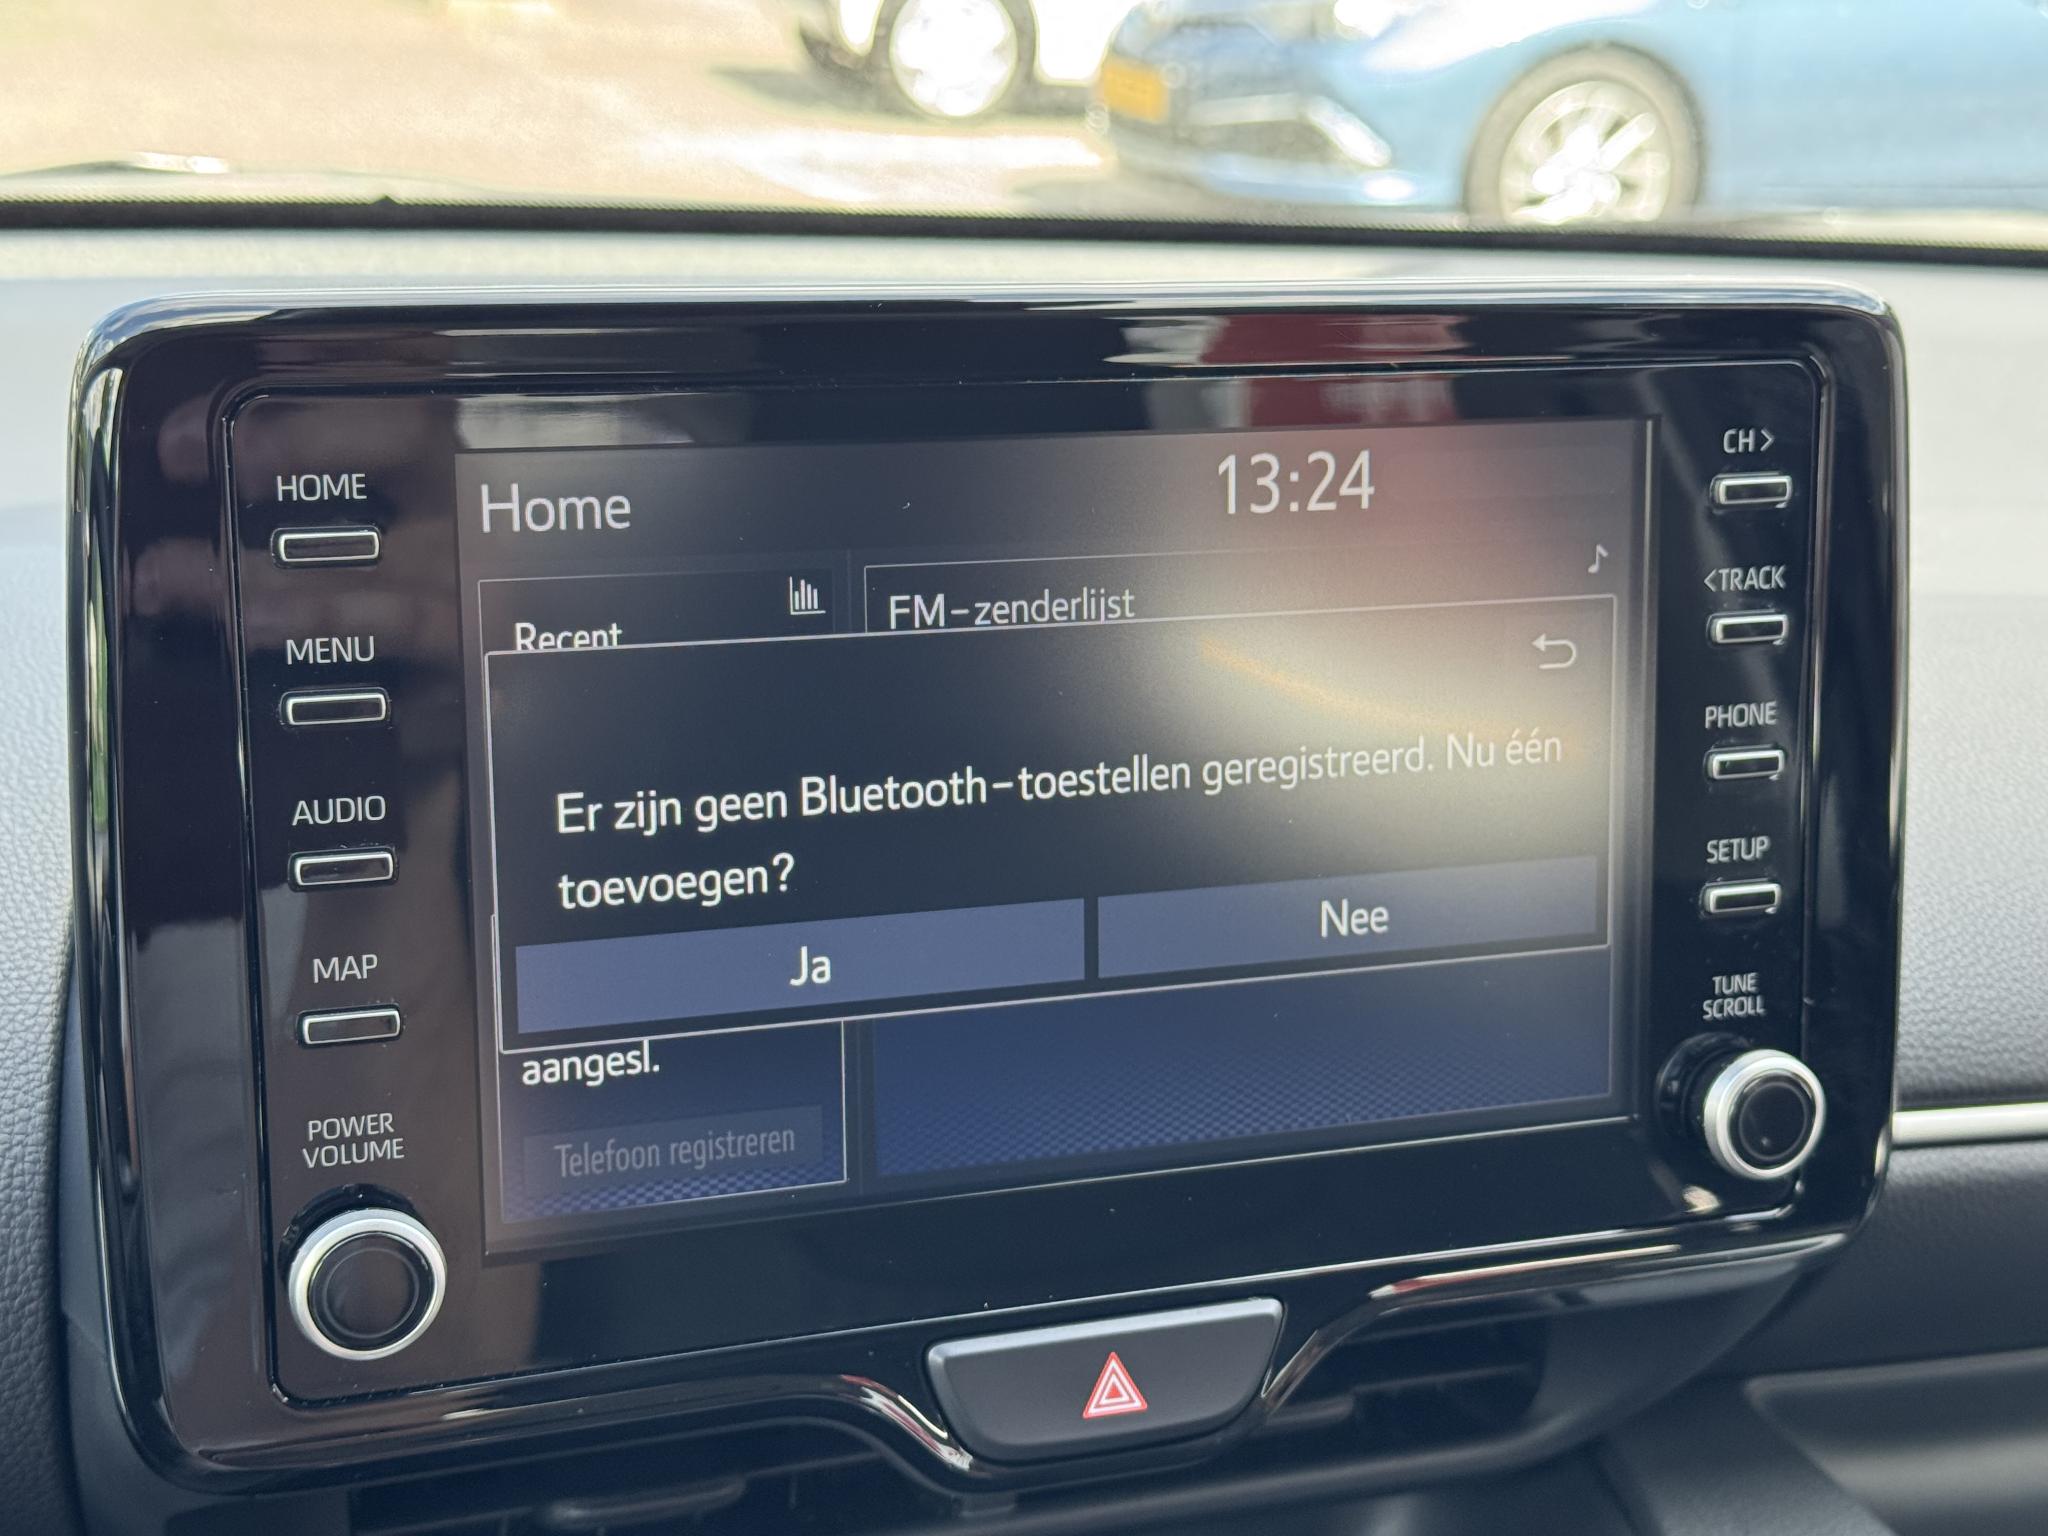 HOME
MENU
AUDIO
MAP
POWER
VOLUME
Home
13:24
Recent
FM-zenderlijst
Er zijn geen Bluetooth-toestellen geregistreerd. Nu één
toevoegen?
Ja
Nee
aangesl.
Telefoon registreren
CH>
<TRACK
PHONE
SETUP
TUNE
SCROLL